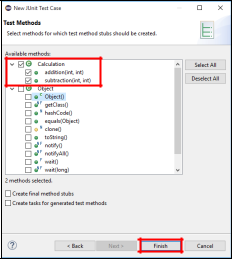 New JUnit Test Case
Test Methods
Select methods for which test method stubs should be created.
Available methods:
Calculation
addition(int, int)
subtraction(int, int)
Object
Object()
getClass()
hashCode()
equals(Object)
clone()
toString()
notify()
notifyAll()
wait()
wait(long)
Select All
Deselect All
2 methods selected.
Create final method stubs
Create tasks for generated test methods
< Back
Next >
Finish
Cancel